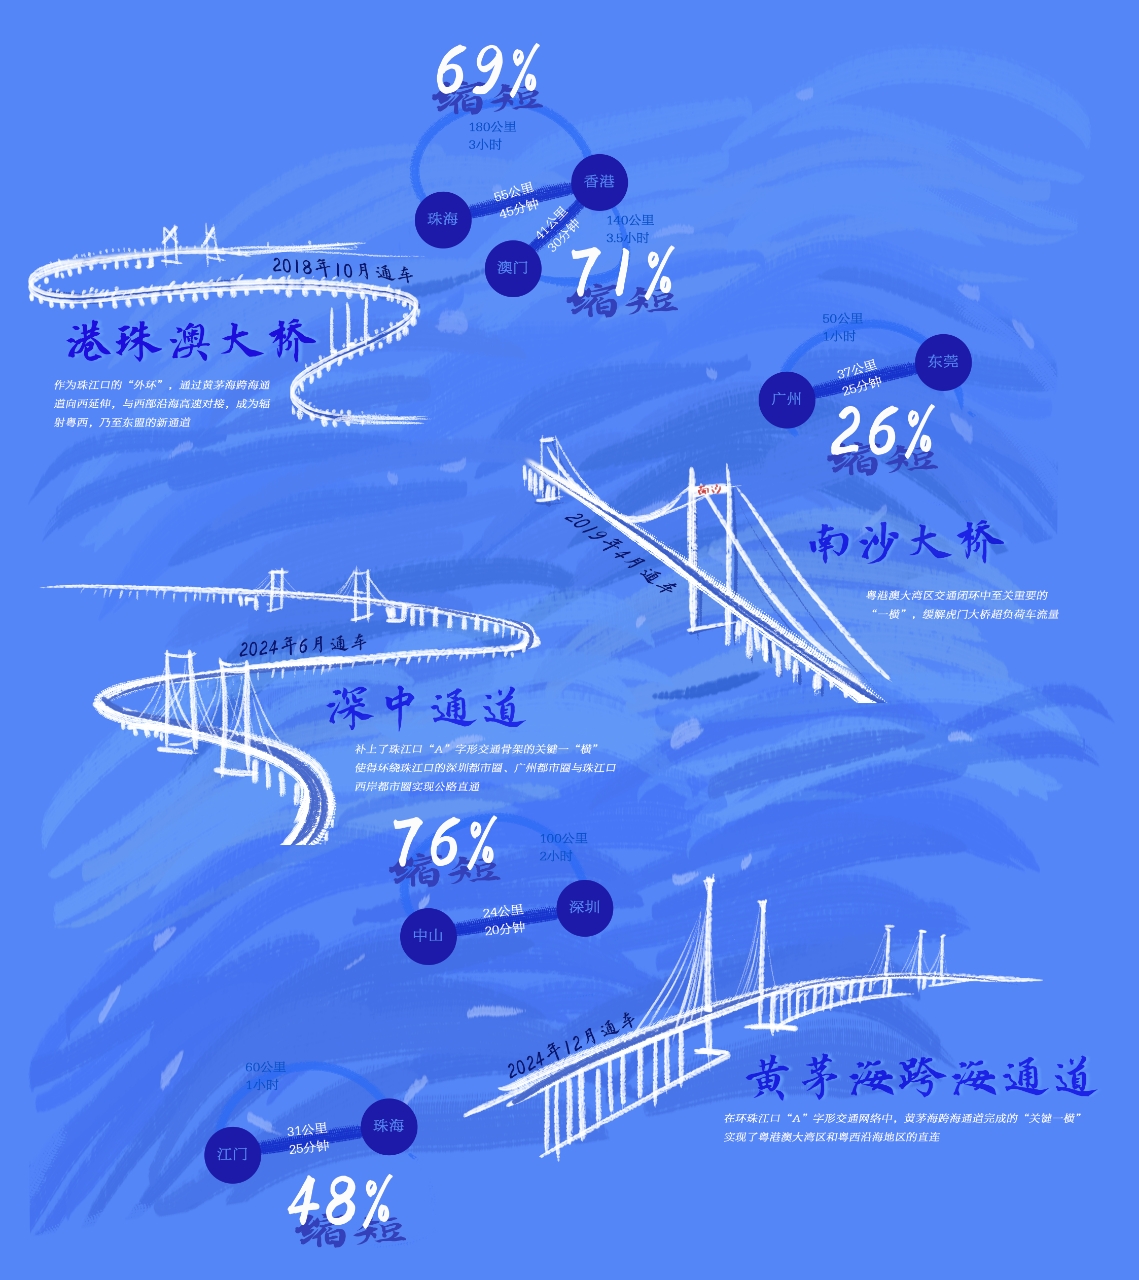 69%
缩短
180公里
3小时
香港
55公里
45分钟
珠海
41公里
30分钟
140公里
3.5小时
澳门
71%
缩短
2018年10月通车
港珠澳大桥
作为珠江口的“外环”，通过黄茅海跨海通
道向西延伸，与西部沿海高速对接，成为辐
射粤西，乃至东盟的新通道
50公里
1小时
东莞
37公里
25分钟
广州
26%
缩短
南沙
2019年4月通车
南沙大桥
粤港澳大湾区交通闭环中至关重要的
“一横”，缓解虎门大桥超负荷车流量
2024年6月通车
深中通道
补上了珠江口“A”字形交通骨架的关键一“横”
使得环绕珠江口的深圳都市圈、广州都市圈与珠江口
西岸都市圈实现公路直通
76%
缩短
100公里
2小时
深圳
24公里
20分钟
中山
2024年12月通车
黄茅海跨海通道
在环珠江口“A”字形交通网络中，黄茅海跨海通道完成的“关键一横”
实现了粤港澳大湾区和粤西沿海地区的直连
60公里
1小时
珠海
31公里
25分钟
江门
48%
缩短